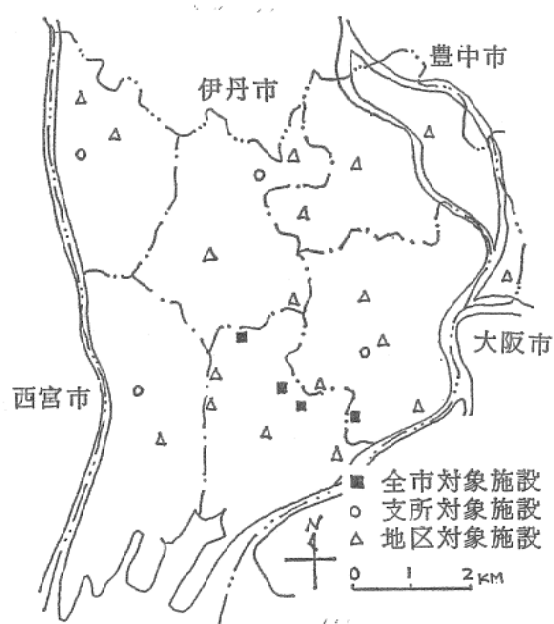 豊中市
伊丹市
大阪市
西宮市
■ 全市対象施設
○ 支所対象施設
△ 地区対象施設
N
0 1 2 KM